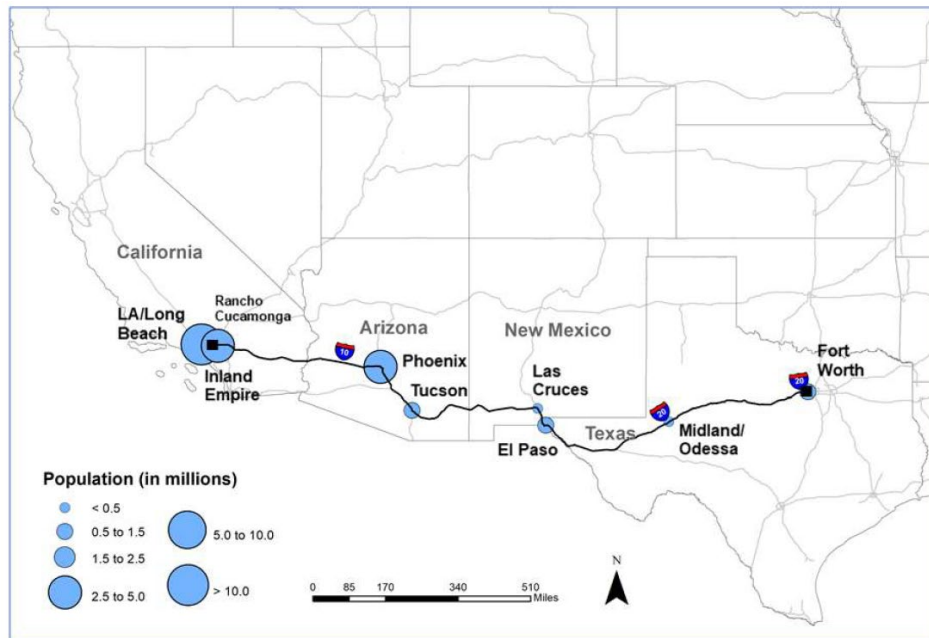 California
LA/Long
Beach
Rancho
Cucamonga
Inland
Empire
10
Arizona
Phoenix
Tucson
New Mexico
Las
Cruces
El Paso
Texas
20
Midland/
Odessa
20
Fort
Worth
Population (in millions)
< 0.5
0.5 to 1.5
1.5 to 2.5
2.5 to 5.0
5.0 to 10.0
> 10.0
0 85 170 340 510
Miles
N